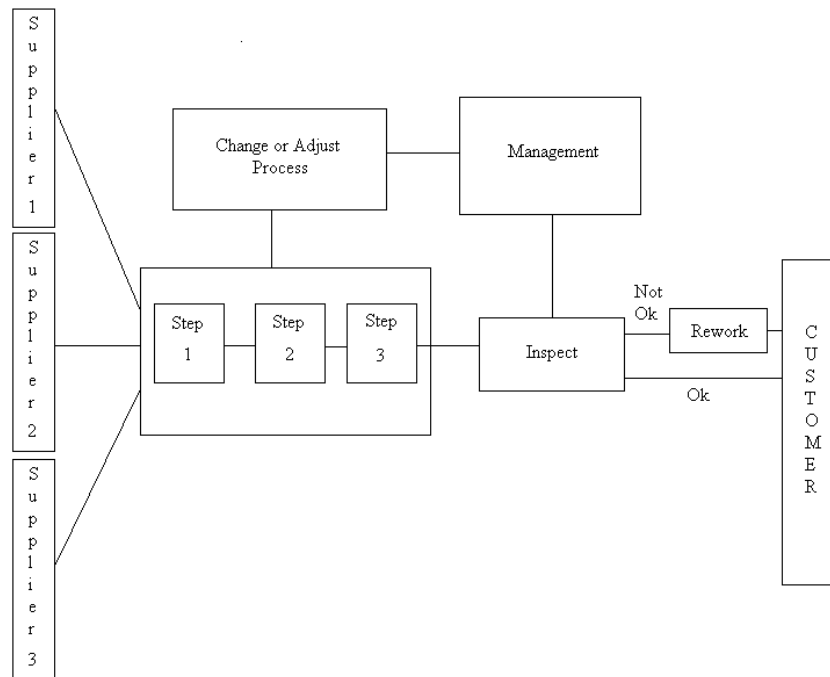 Supplier 1
Change or Adjust
Process
Management
Supplier 2
Step
1
Step
2
Step
3
Inspect
Not
Ok
Rework
Ok
CUSTOMER
Supplier 3